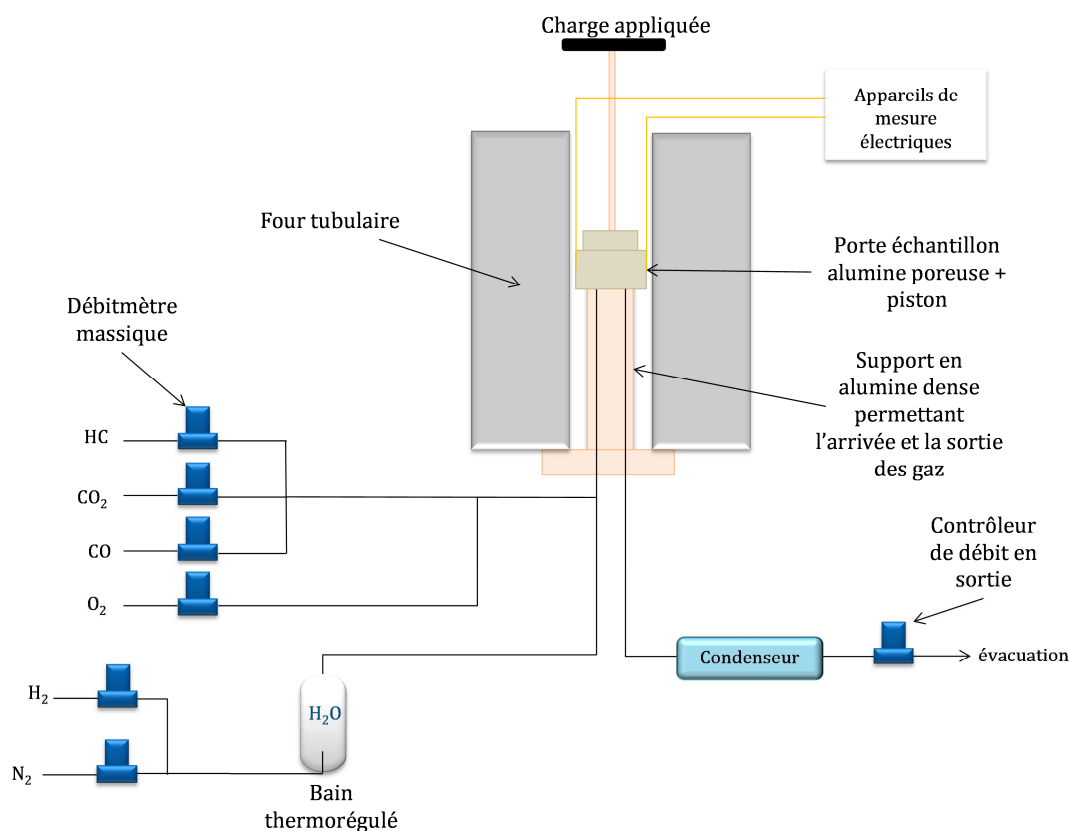 Charge appliquée
Appareils de
mesure
électriques
Four tubulaire
Porte échantillon
alumine poreuse +
piston
Débitmètre
massique
Support en
alumine dense
permettant
l'arrivée et la sortie
des gaz
HC
CO₂
CO
O₂
Contrôleur
de débit en
sortie
Condenseur
évacuation
H₂
H₂O
N₂
Bain
thermorégulé